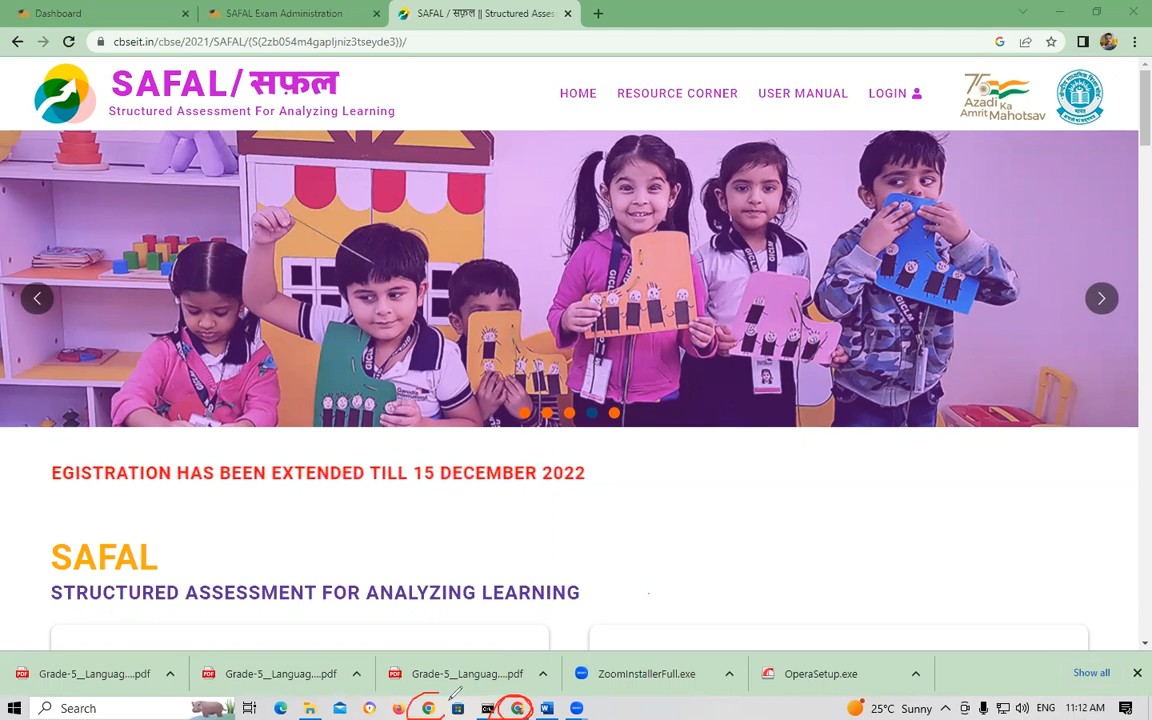 Dashboard
SAFAL Exam Administration
SAFAL / सफ़ल || Structured Asses
cbseit.in/cbse/2021/SAFAL/(S(2zb054m4gapljniz3tseyde3))/
SAFAL/सफ़ल
Structured Assessment For Analyzing Learning
HOME
RESOURCE CORNER
USER MANUAL
LOGIN
Azadi Ka
Amrit Mahotsav
EGISTRATION HAS BEEN EXTENDED TILL 15 DECEMBER 2022
SAFAL
STRUCTURED ASSESSMENT FOR ANALYZING LEARNING
Grade-5_Languag....pdf
Grade-5_Languag....pdf
Grade-5_Languag....pdf
ZoomInstallerFull.exe
OperaSetup.exe
Show all
Search
25°C Sunny
ENG
11:12 AM